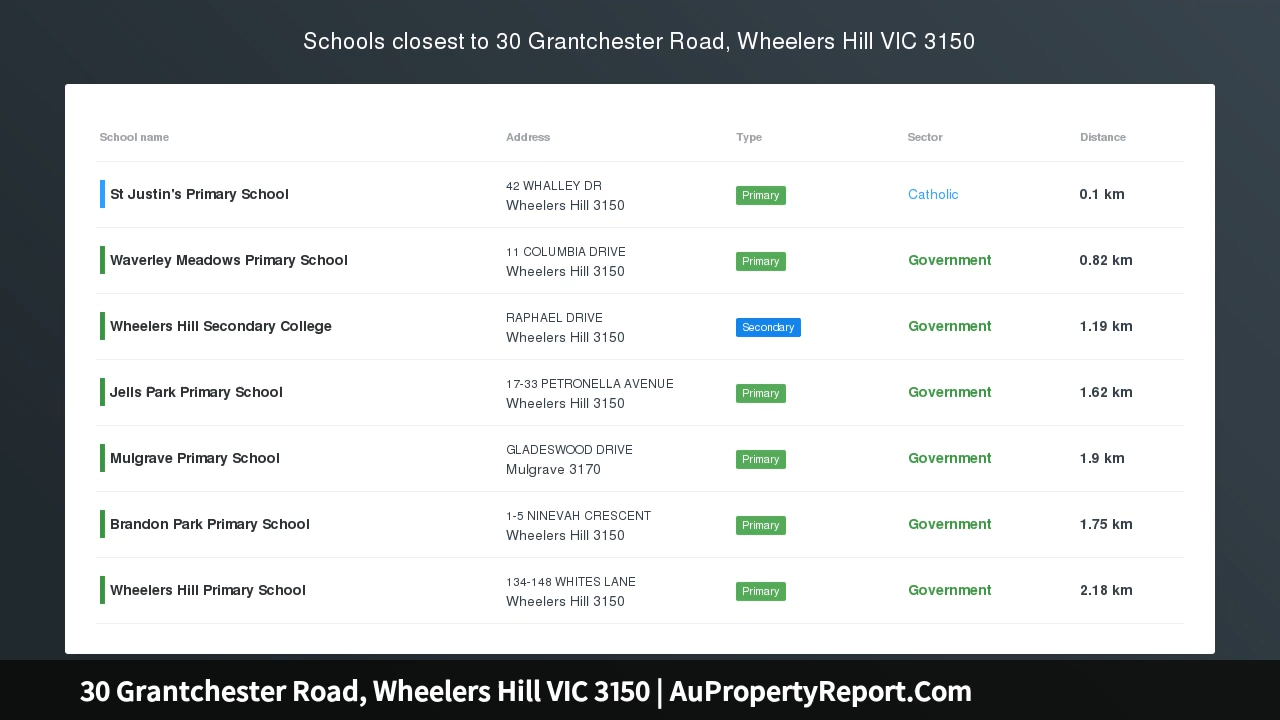 Schools closest to 30 Grantchester Road, Wheelers Hill VIC 3150
School name Address Type Sector Distance
St Justin's Primary School 42 WHALLEY DR Wheelers Hill 3150 Primary Catholic 0.1 km
Waverley Meadows Primary School 11 COLUMBIA DRIVE Wheelers Hill 3150 Primary Government 0.82 km
Wheelers Hill Secondary College RAPHAEL DRIVE Wheelers Hill 3150 Secondary Government 1.19 km
Jells Park Primary School 17-33 PETRONELLA AVENUE Wheelers Hill 3150 Primary Government 1.62 km
Mulgrave Primary School GLADESWOOD DRIVE Mulgrave 3170 Primary Government 1.9 km
Brandon Park Primary School 1-5 NINEVAH CRESCENT Wheelers Hill 3150 Primary Government 1.75 km
Wheelers Hill Primary School 134-148 WHITES LANE Wheelers Hill 3150 Primary Government 2.18 km
30 Grantchester Road, Wheelers Hill VIC 3150 | AuPropertyReport.Com